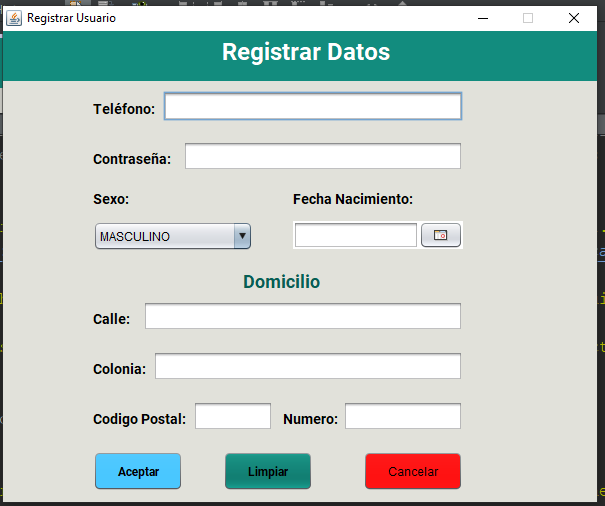 Registrar Usuario
Registrar Datos
Teléfono:
Contraseña:
Sexo: Fecha Nacimiento:
MASCULINO
Domicilio
Calle:
Colonia:
Codigo Postal: Numero:
Aceptar Limpiar Cancelar